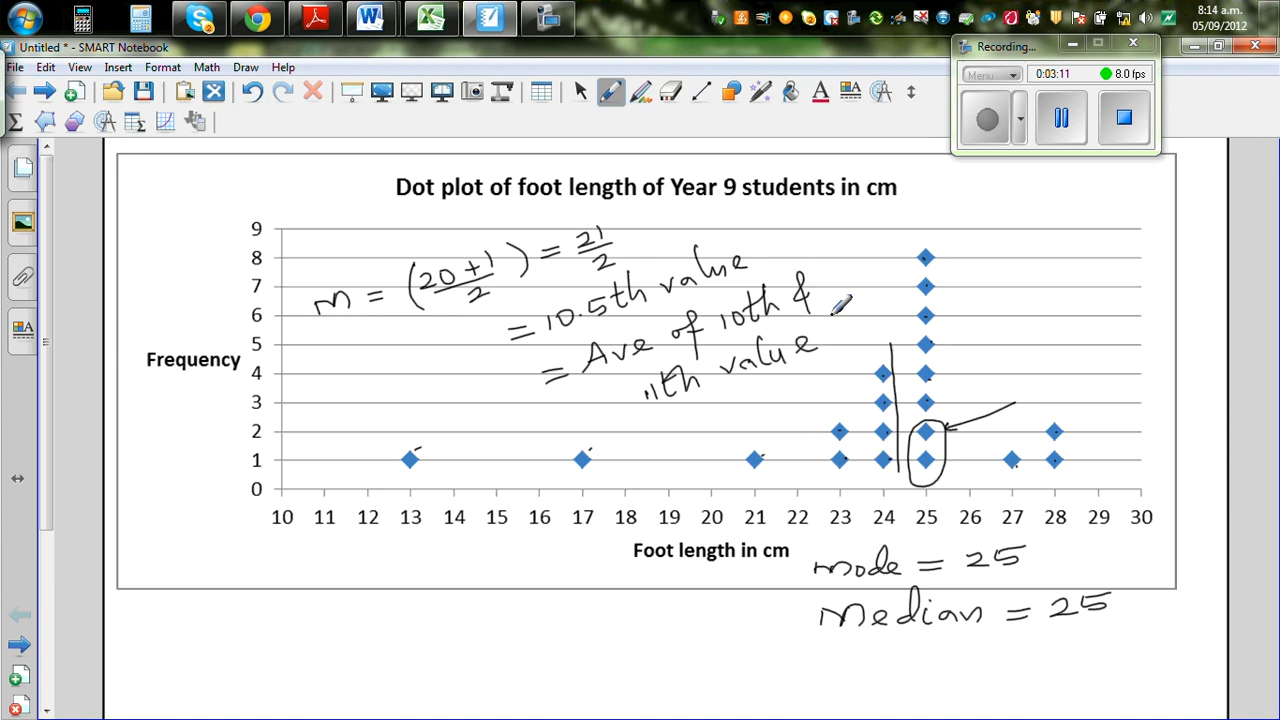 8:14 a.m.
05/09/2012
Untitled * - SMART Notebook
Recording...
File Edit View Insert Format Math Draw Help
Menu
0:03:11
8.0 fps
Dot plot of foot length of Year 9 students in cm
m = (20+1/2) = 21/2
= 10.5th value
= Ave of 10th &
11th value
Frequency
9
8
7
6
5
4
3
2
1
0
10 11 12 13 14 15 16 17 18 19 20 21 22 23 24 25 26 27 28 29 30
Foot length in cm
mode = 25
Median = 25